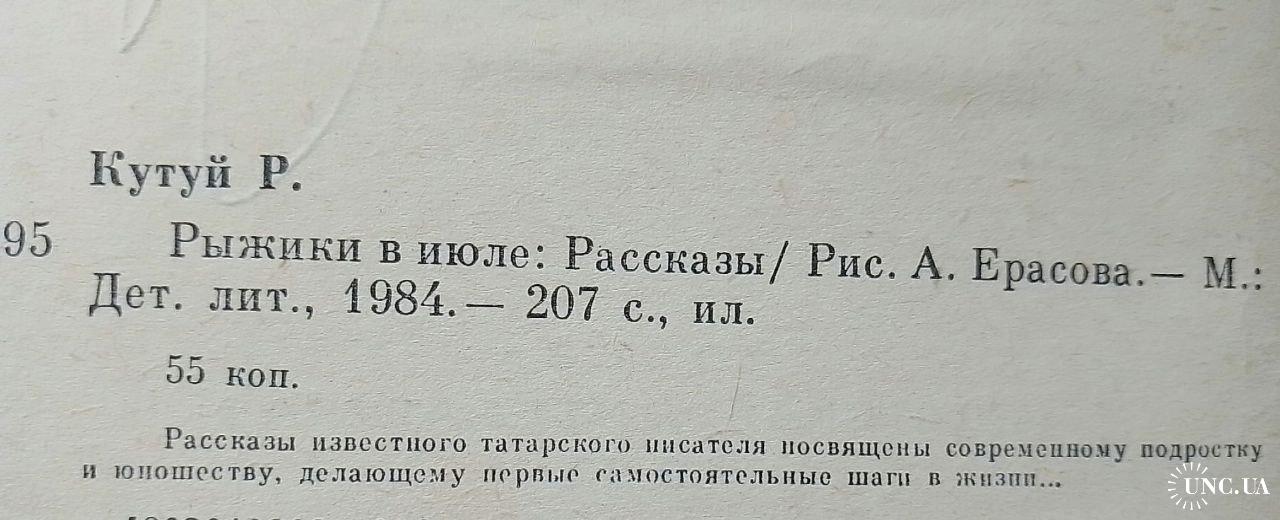 Кутуй Р.
95 Рыжики в июле: Рассказы/ Рис. А. Ерасова.— М.:
Дет. лит., 1984.— 207 с., ил.
55 коп.
Рассказы известного татарского писателя посвящены современному подростку
и юношеству, делающему первые самостоятельные шаги в жизни...
UNC.UA